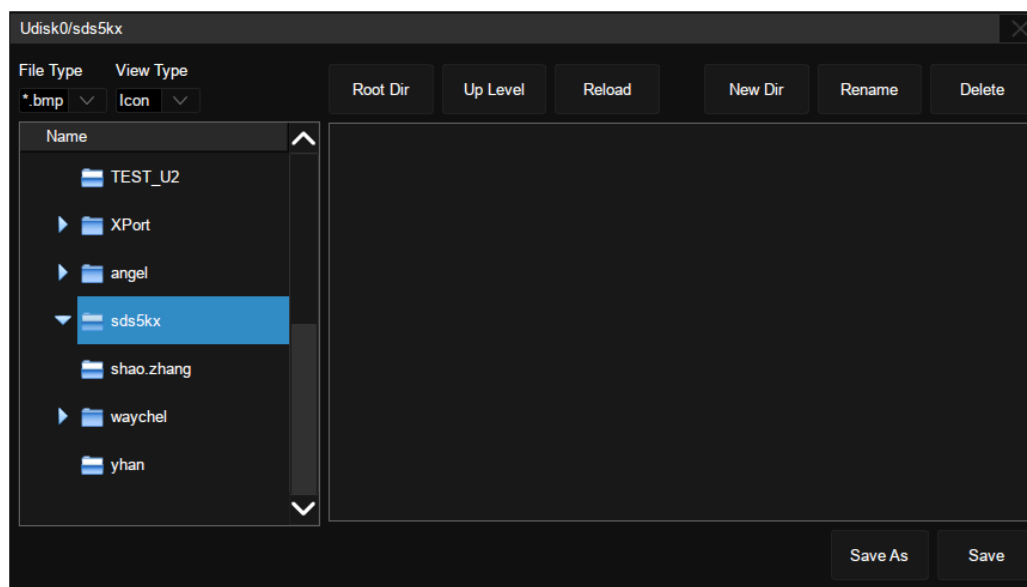 Udisk0/sds5kx
File Type View Type
*.bmp Icon
Root Dir Up Level Reload New Dir Rename Delete
Name
TEST_U2
XPort
angel
sds5kx
shao.zhang
waychel
yhan
Save As Save